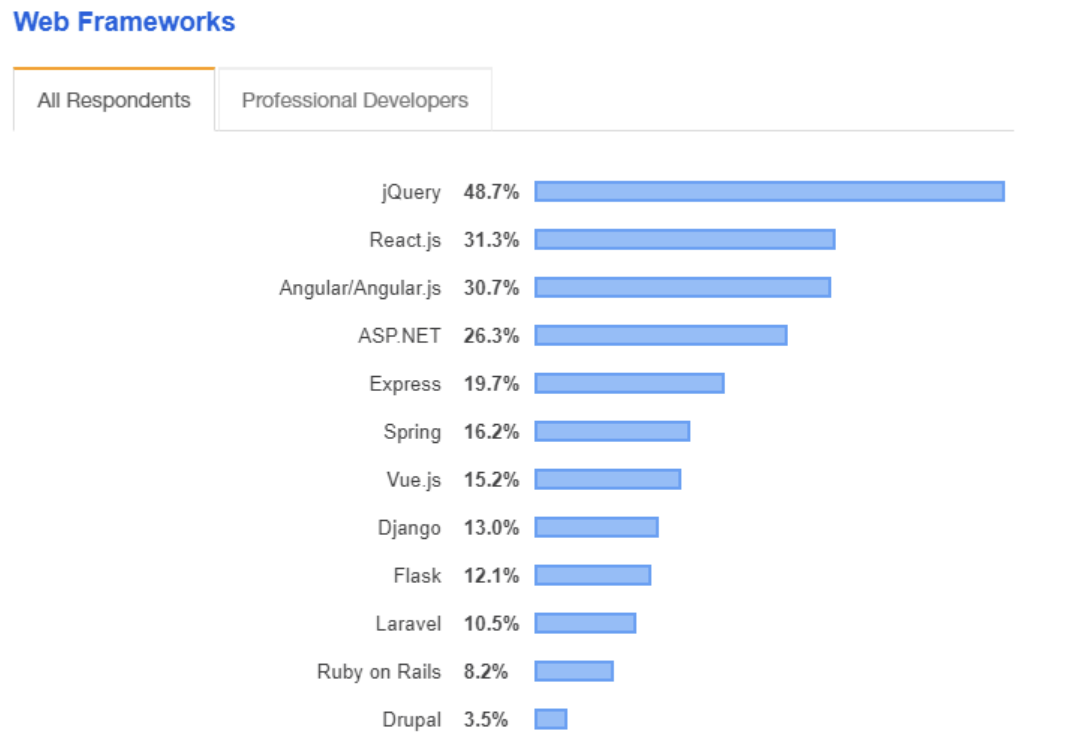 Web Frameworks
All Respondents Professional Developers
jQuery 48.7%
React.js 31.3%
Angular/Angular.js 30.7%
ASP.NET 26.3%
Express 19.7%
Spring 16.2%
Vue.js 15.2%
Django 13.0%
Flask 12.1%
Laravel 10.5%
Ruby on Rails 8.2%
Drupal 3.5%